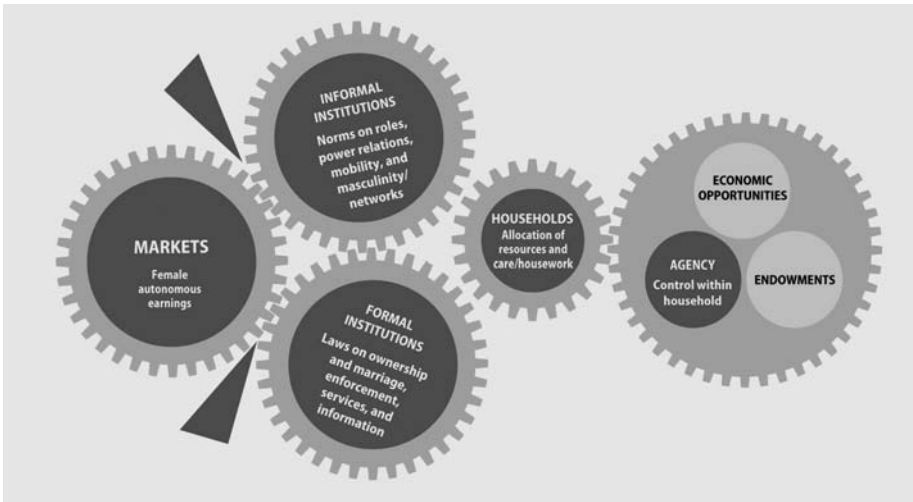 INFORMAL
INSTITUTIONS
Norms on roles,
power relations,
mobility, and
masculinity/
networks
MARKETS
Female
autonomous
earnings
FORMAL
INSTITUTIONS
Laws on ownership
and marriage,
enforcement,
services, and
information
HOUSEHOLDS
Allocation of
resources and
care/housework
ECONOMIC
OPPORTUNITIES
AGENCY
Control within
household
ENDOWMENTS